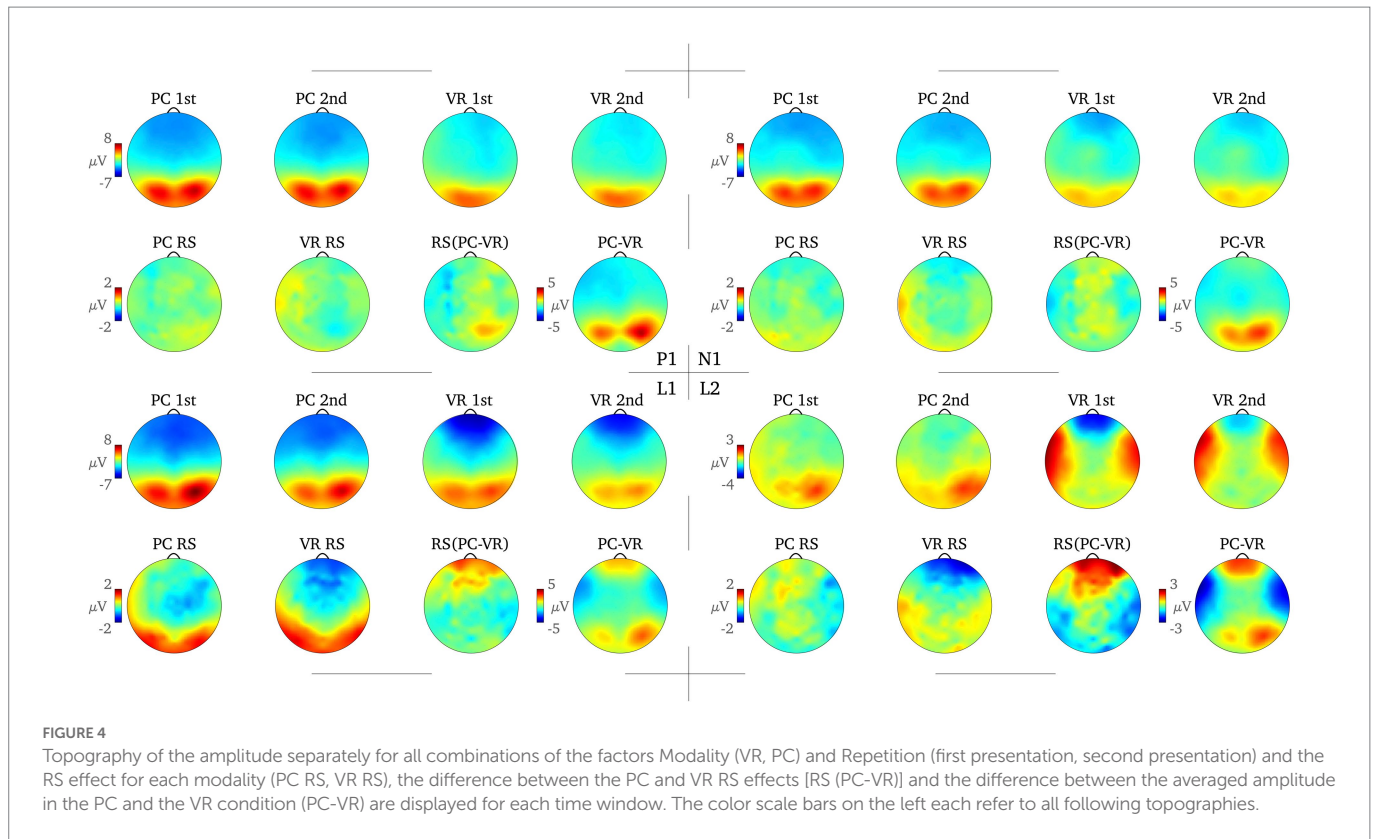 PC 1st PC 2nd VR 1st VR 2nd PC 1st PC 2nd VR 1st VR 2nd
8 8
μV μV
-7 -7
PC RS VR RS RS(PC-VR) PC-VR PC RS VR RS RS(PC-VR) PC-VR
2 5 2 5
μV μV μV μV
-2 -5 -2 -5
P1 N1
L1 L2
PC 1st PC 2nd VR 1st VR 2nd PC 1st PC 2nd VR 1st VR 2nd
8 3
μV μV
-7 -4
PC RS VR RS RS(PC-VR) PC-VR PC RS VR RS RS(PC-VR) PC-VR
2 5 2 3
μV μV μV μV
-2 -5 -2 -3
FIGURE 4
Topography of the amplitude separately for all combinations of the factors Modality (VR, PC) and Repetition (first presentation, second presentation) and the
RS effect for each modality (PC RS, VR RS), the difference between the PC and VR RS effects [RS (PC-VR)] and the difference between the averaged amplitude
in the PC and the VR condition (PC-VR) are displayed for each time window. The color scale bars on the left each refer to all following topographies.